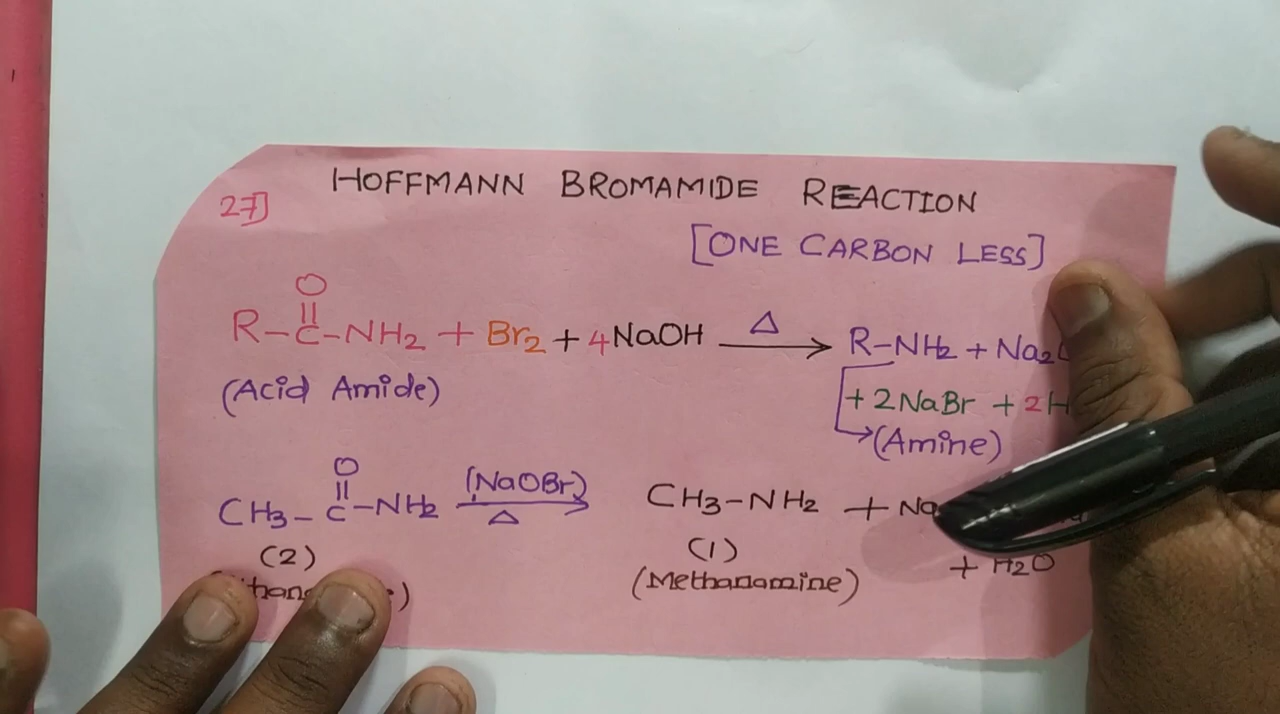 HOFFMANN BROMAMIDE REACTION
27]
[ONE CARBON LESS]
O
||
R-C-NH2 + Br2 + 4NaOH △ → R-NH2 + Na2
(Acid Amide)
+ 2NaBr + 2H
(Amine)
O
||
CH3-C-NH2 (NaOBr) △ → CH3-NH2 + Na
(2) (1)
+ H2O
(Methanamine)